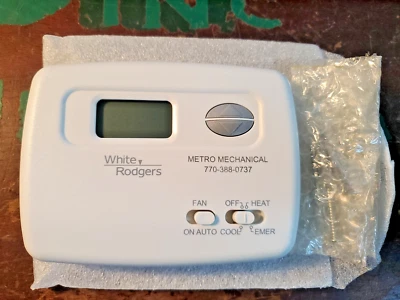 White
Rodgers
METRO MECHANICAL
770-388-0737
FAN
OFF HEAT
ON AUTO
COOL EMER